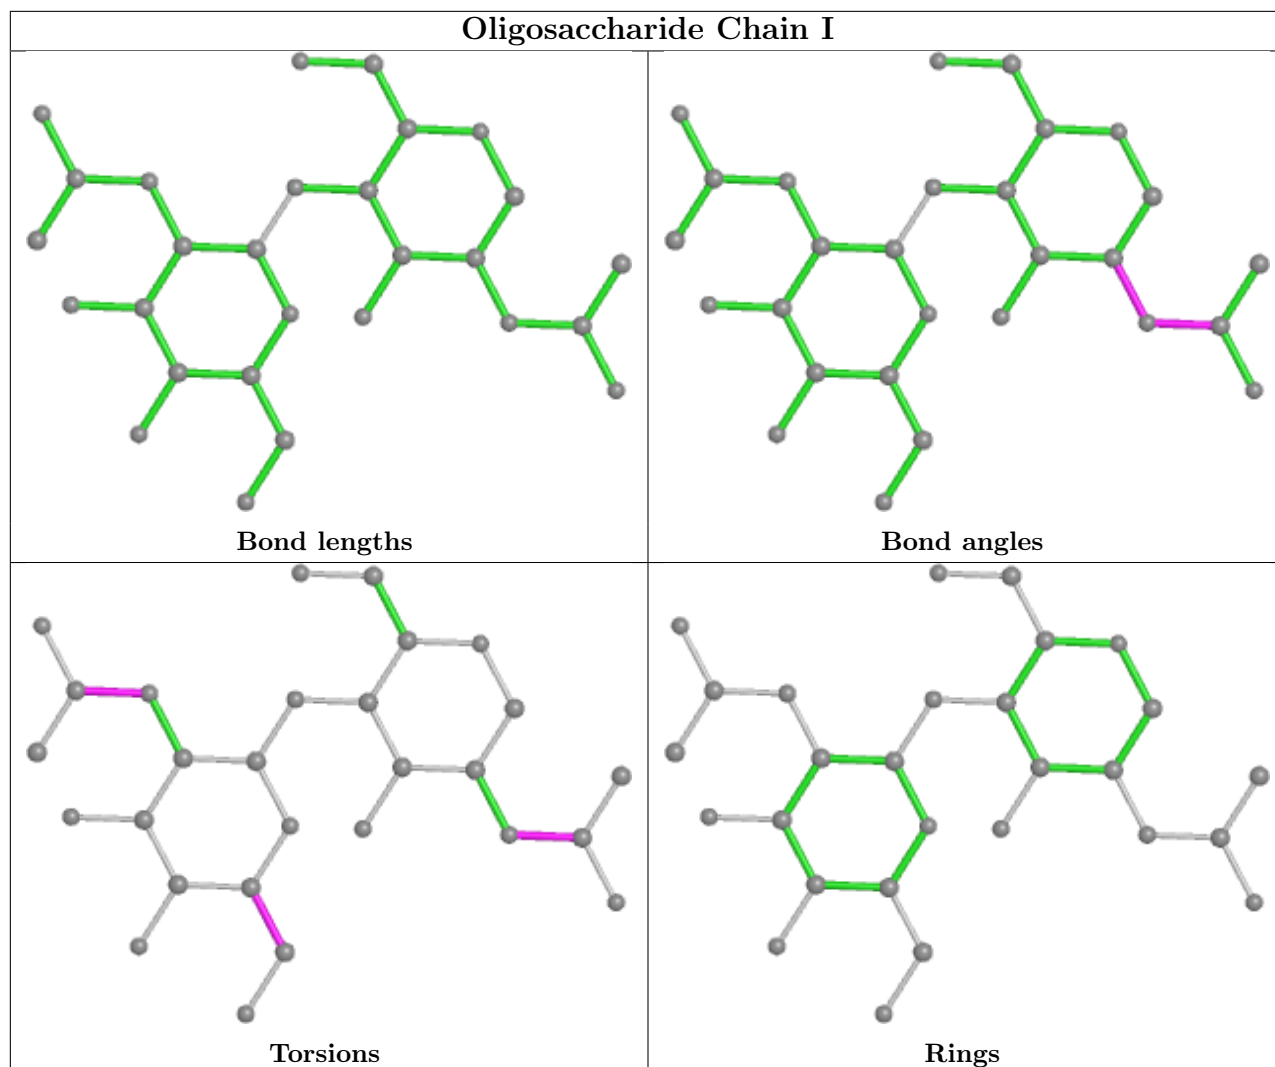 Oligosaccharide Chain I
Bond lengths
Bond angles
Torsions
Rings